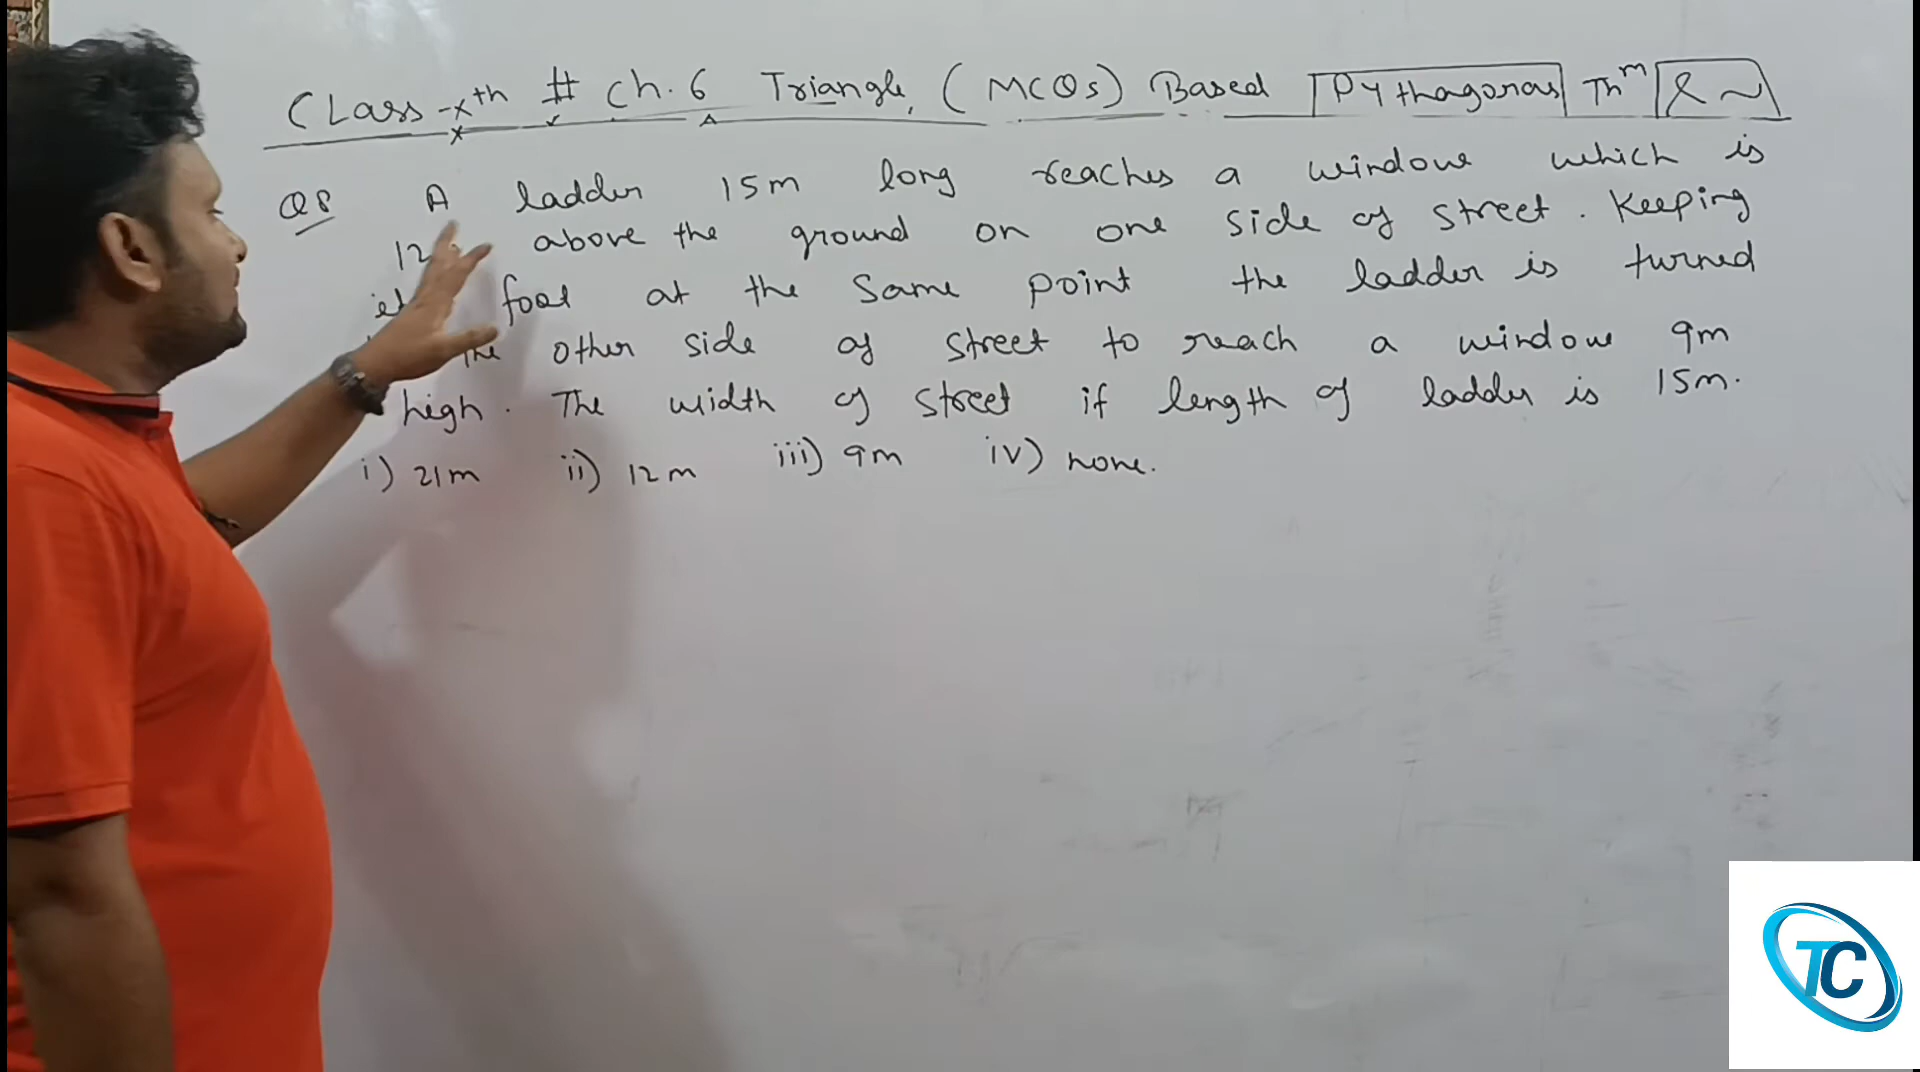 Class-Xth # Ch. 6 Triangle, (MCQs) Based Pythagoras Thm & ~
Q8 A ladder 15m long reaches a window which is
12 above the ground on one side of street. Keeping
foot at the same point the ladder is turned
the other side of street to reach a window 9m
high. The width of street if length of ladder is 15m.
i) 21m ii) 12m iii) 9m iv) none.
TC